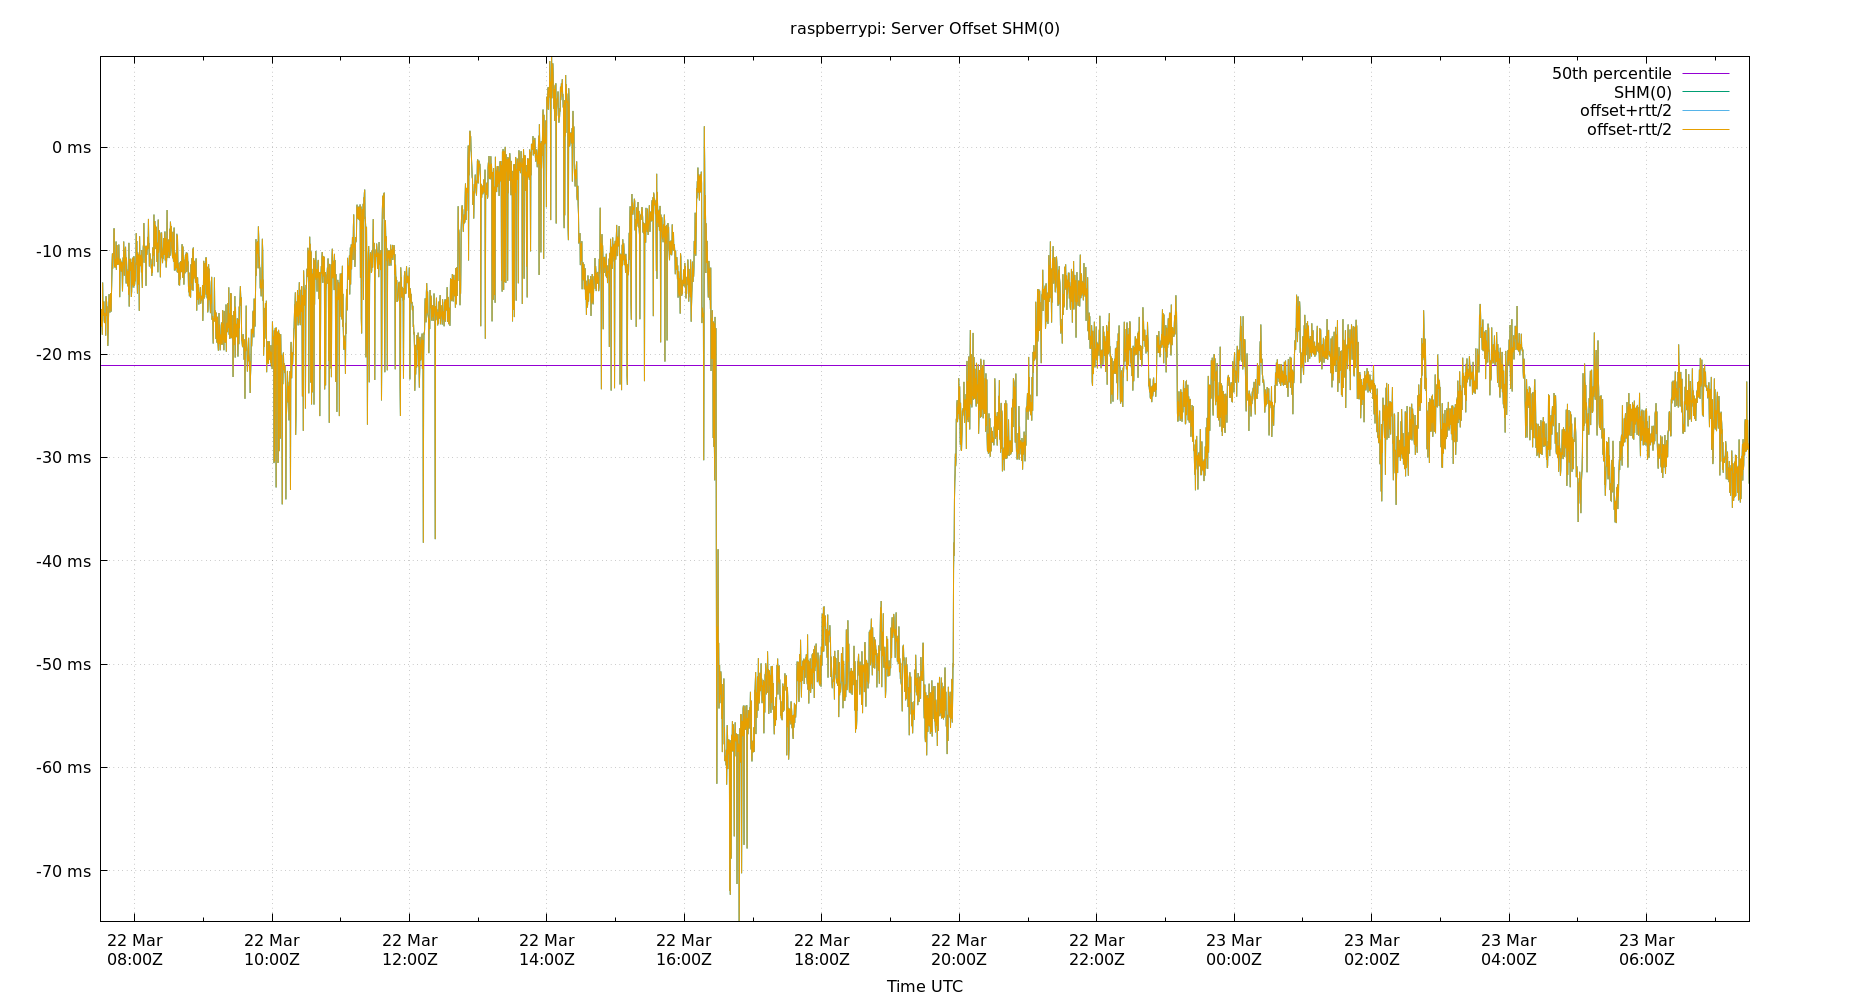 raspberrypi: Server Offset SHM(0)
50th percentile
SHM(0)
offset+rtt/2
offset-rtt/2
0 ms
-10 ms
-20 ms
-30 ms
-40 ms
-50 ms
-60 ms
-70 ms
22 Mar 22 Mar 22 Mar 22 Mar 22 Mar 22 Mar 22 Mar 22 Mar 23 Mar 23 Mar 23 Mar 23 Mar
08:00Z 10:00Z 12:00Z 14:00Z 16:00Z 18:00Z 20:00Z 22:00Z 00:00Z 02:00Z 04:00Z 06:00Z
Time UTC